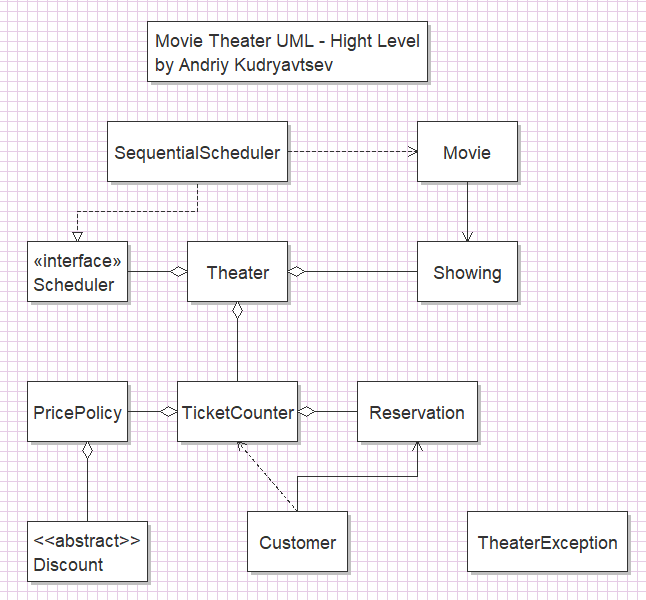 Movie Theater UML - Hight Level
by Andriy Kudryavtsev
SequentialScheduler
Movie
«interface»
Scheduler
Theater
Showing
PricePolicy
TicketCounter
Reservation
<<abstract>>
Discount
Customer
TheaterException